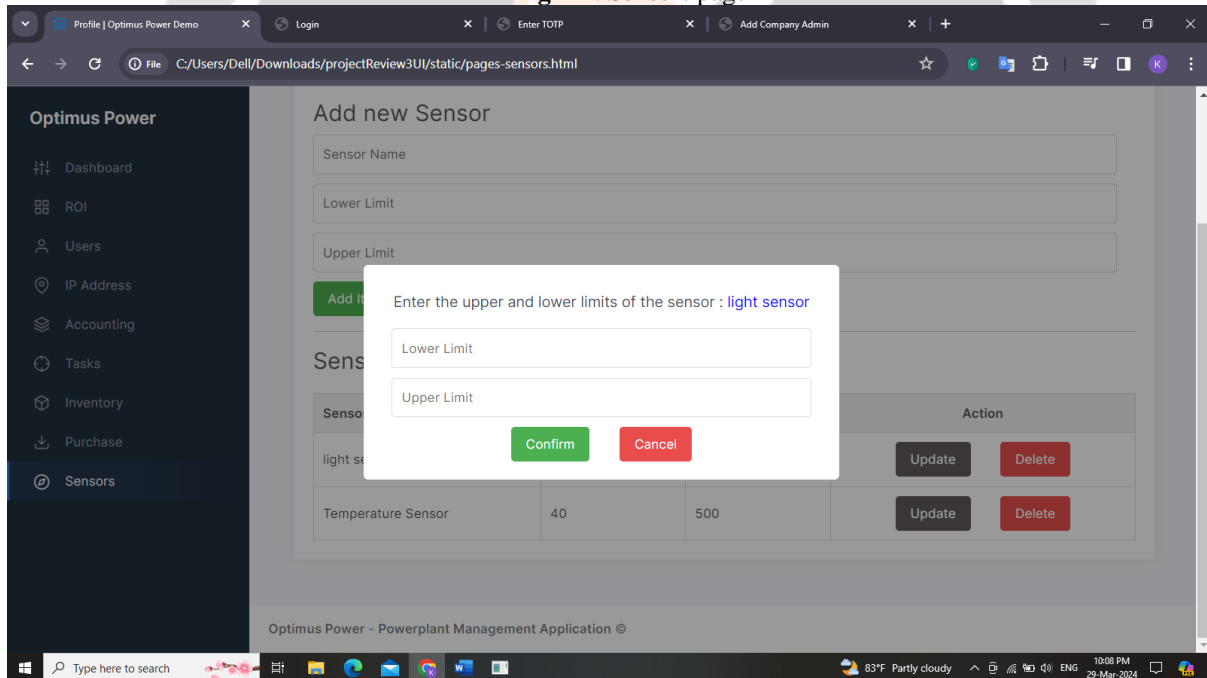 Sensors page
Profile | Optimus Power Demo
Login
Enter TOTP
Add Company Admin
File C:/Users/Dell/Downloads/projectReview3UI/static/pages-sensors.html
K
Optimus Power
Dashboard
ROI
Users
IP Address
Accounting
Tasks
Inventory
Purchase
Sensors
Add new Sensor
Sensor Name
Lower Limit
Upper Limit
Add It
Enter the upper and lower limits of the sensor : light sensor
Lower Limit
Upper Limit
Confirm Cancel
Sens
Senso Action
light se Update Delete
Temperature Sensor 40 500 Update Delete
Optimus Power - Powerplant Management Application ©
Type here to search
83°F Partly cloudy ENG
10:08 PM
29-Mar-2024